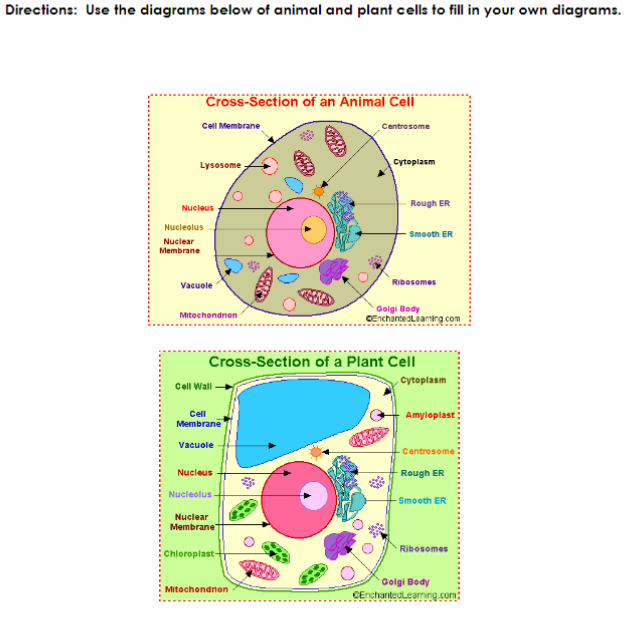 Directions: Use the diagrams below of animal and plant cells to fill in your own diagrams.
Cross-Section of an Animal Cell
Cell Membrane
Centrosome
Lysosome
Cytoplasm
Nucleus
Rough ER
Nucleolus
Smooth ER
Nuclear
Membrane
Vacuole
Ribosomes
Mitochondrion
Golgi Body
©EnchantedLearning.com
Cross-Section of a Plant Cell
Cell Wall
Cytoplasm
Cell
Membrane
Amyloplast
Vacuole
Centrosome
Nucleus
Rough ER
Nucleolus
Smooth ER
Nuclear
Membrane
Chloroplast
Ribosomes
Mitochondrion
Golgi Body
©EnchantedLearning.com